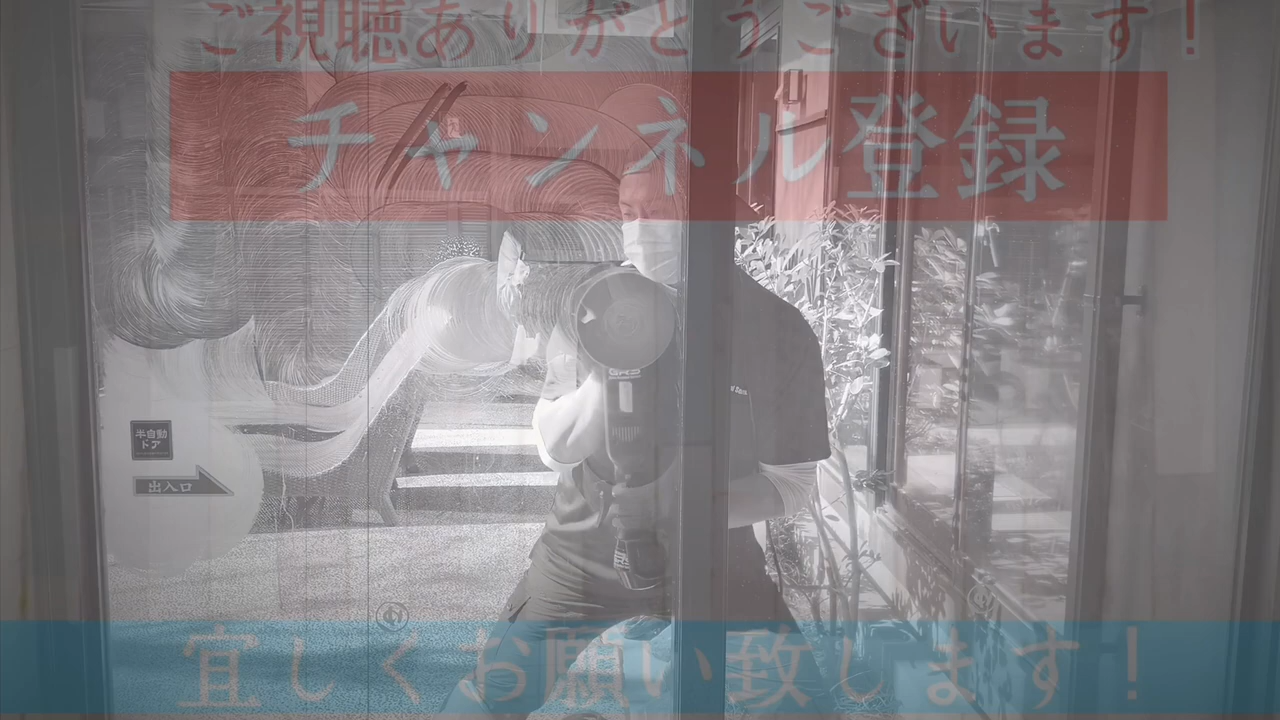 ご視聴ありがとうございます！
チャンネル登録
半自動
ドア
出入口
宜しくお願い致します！